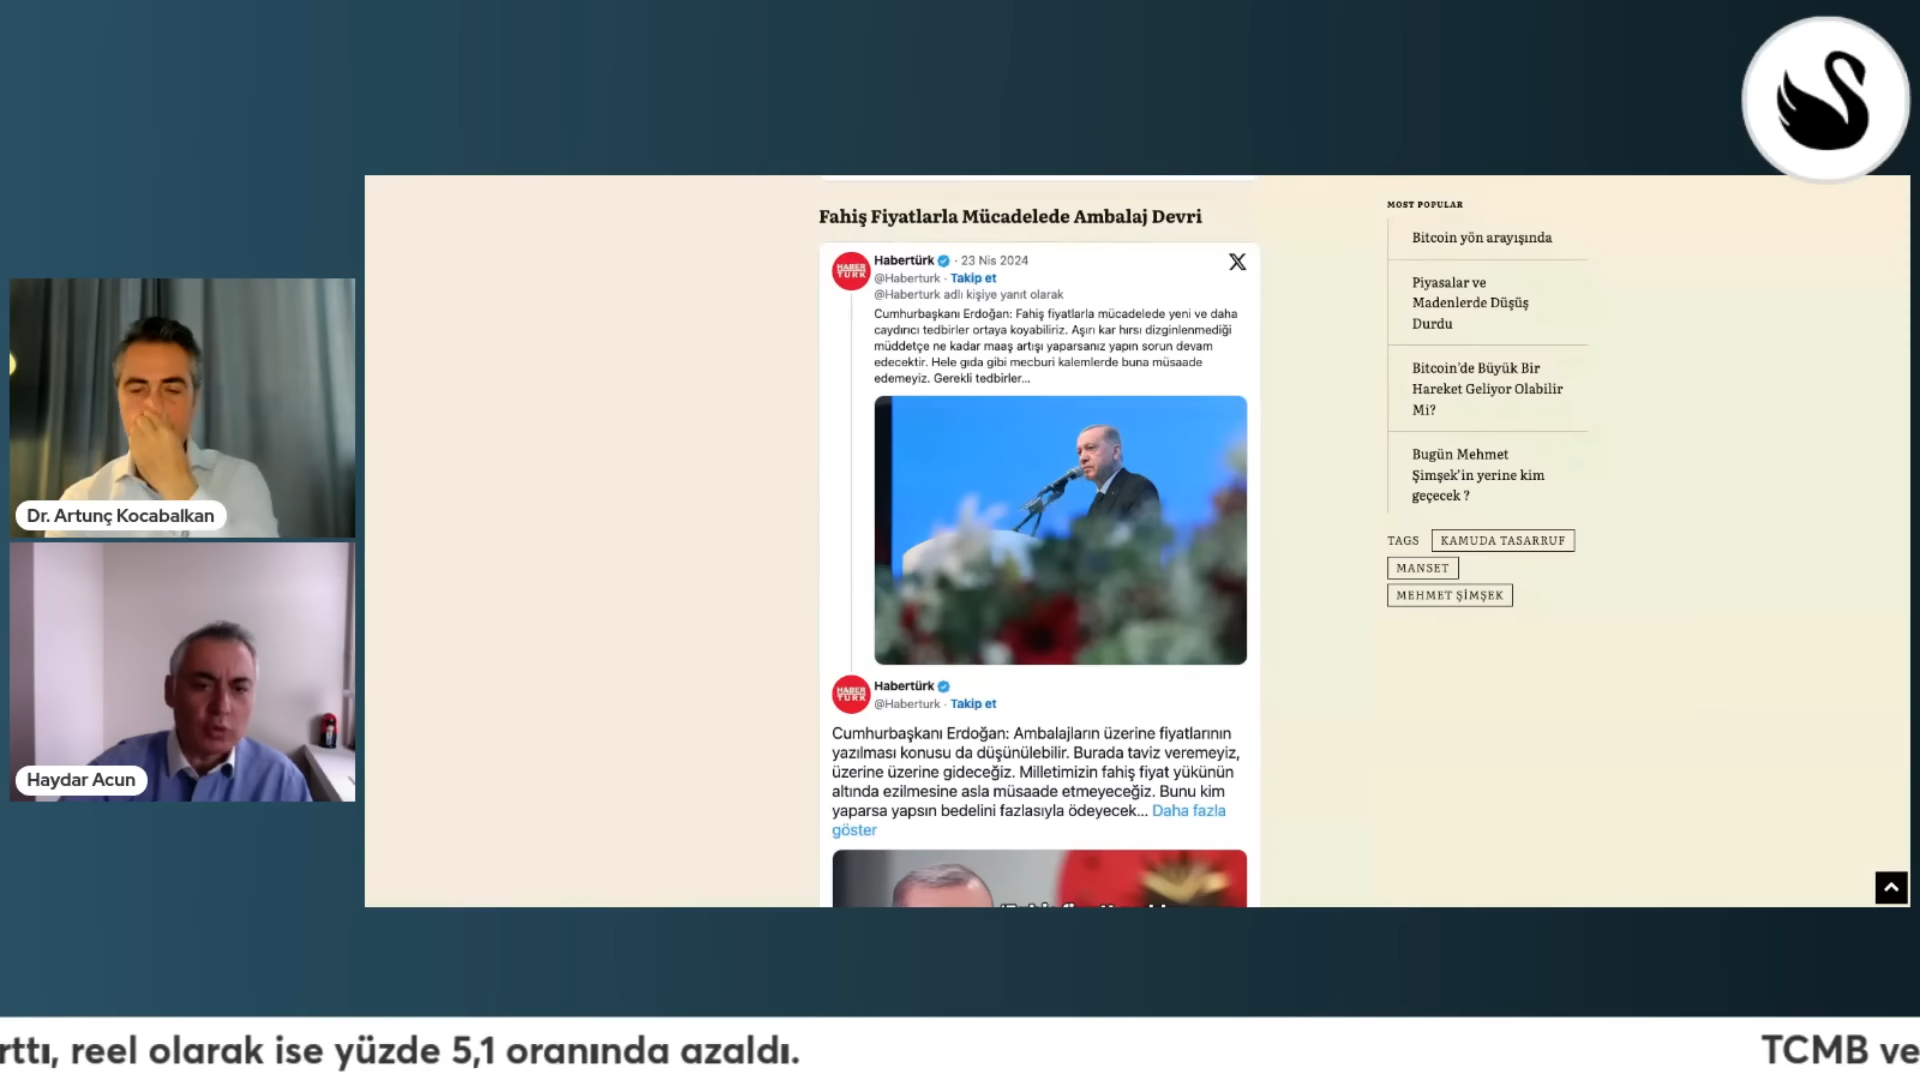 Fahiş Fiyatlarla Mücadelede Ambalaj Devri
HABER
TÜRK
Habertürk · 23 Nis 2024
@Haberturk · Takip et
@Haberturk adlı kişiye yanıt olarak
Cumhurbaşkanı Erdoğan: Fahiş fiyatlarla mücadelede yeni ve daha
caydırıcı tedbirler ortaya koyabiliriz. Aşırı kar hırsı dizginlenmediği
müddetçe ne kadar maaş artışı yaparsanız yapın sorun devam
edecektir. Hele gıda gibi mecburi kalemlerde buna müsaade
edemeyiz. Gerekli tedbirler...
HABER
TÜRK
Habertürk
@Haberturk · Takip et
Cumhurbaşkanı Erdoğan: Ambalajların üzerine fiyatlarının
yazılması konusu da düşünülebilir. Burada taviz veremeyiz,
üzerine üzerine gideceğiz. Milletimizin fahiş fiyat yükünün
altında ezilmesine asla müsaade etmeyeceğiz. Bunu kim
yaparsa yapsın bedelini fazlasıyla ödeyecek... Daha fazla
göster
MOST POPULAR
Bitcoin yön arayışında
Piyasalar ve
Madenlerde Düşüş
Durdu
Bitcoin'de Büyük Bir
Hareket Geliyor Olabilir
Mi?
Bugün Mehmet
Şimşek'in yerine kim
geçecek ?
TAGS KAMUDA TASARRUF
MANSET
MEHMET ŞİMŞEK
Dr. Artunç Kocabalkan
Haydar Acun
rttı, reel olarak ise yüzde 5,1 oranında azaldı.
TCMB ve